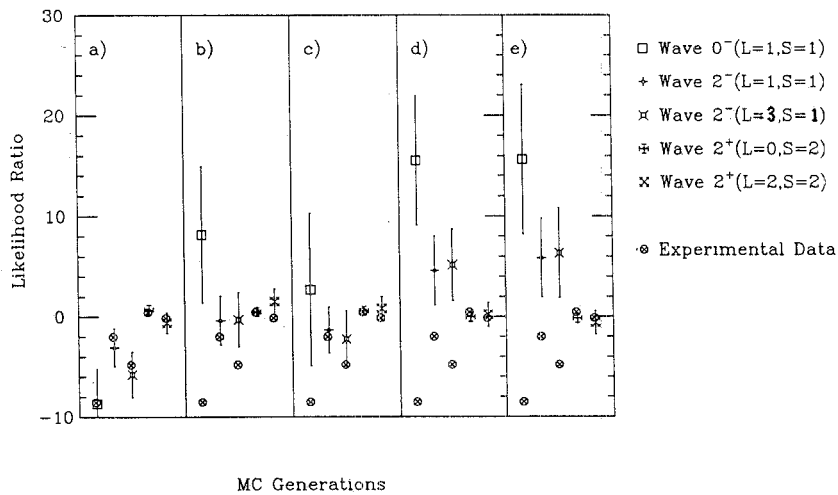 30
20
10
0
−10
Likelihood Ratio
a)
b)
c)
d)
e)
Wave 0⁻(L=1,S=1)
Wave 2⁻(L=1,S=1)
Wave 2⁻(L=3,S=1)
Wave 2⁺(L=0,S=2)
Wave 2⁺(L=2,S=2)
Experimental Data
MC Generations